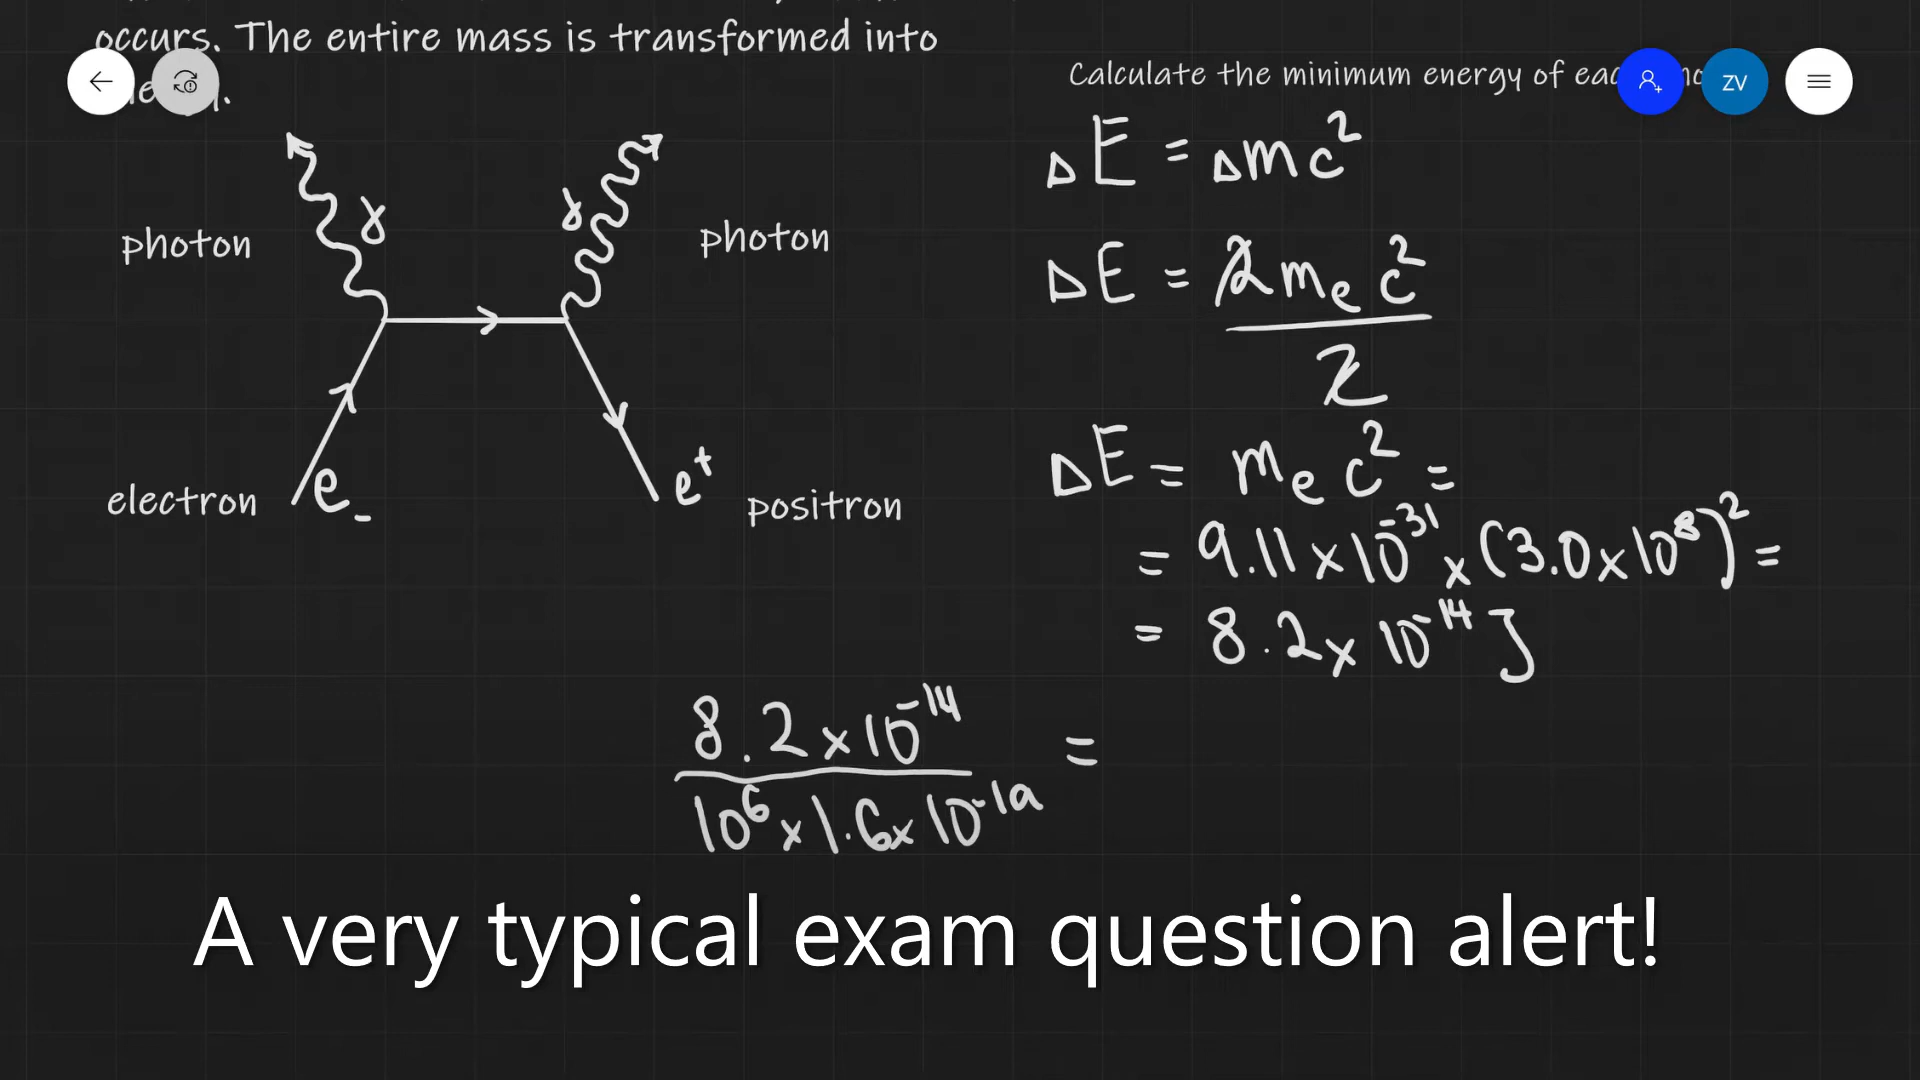 occurs. The entire mass is transformed into
Calculate the minimum energy of
ZV
ΔE = Δmc²
photon
γ
γ
photon
ΔE = 2mₑc² / 2
ΔE = mₑc² =
electron
e-
e⁺
positron
= 9.11 x 10⁻³¹ x (3.0 x 10⁸)² =
= 8.2 x 10⁻¹⁴ J
8.2 x 10⁻¹⁴ / 10⁶ x 1.6 x 10⁻¹⁹ =
A very typical exam question alert!